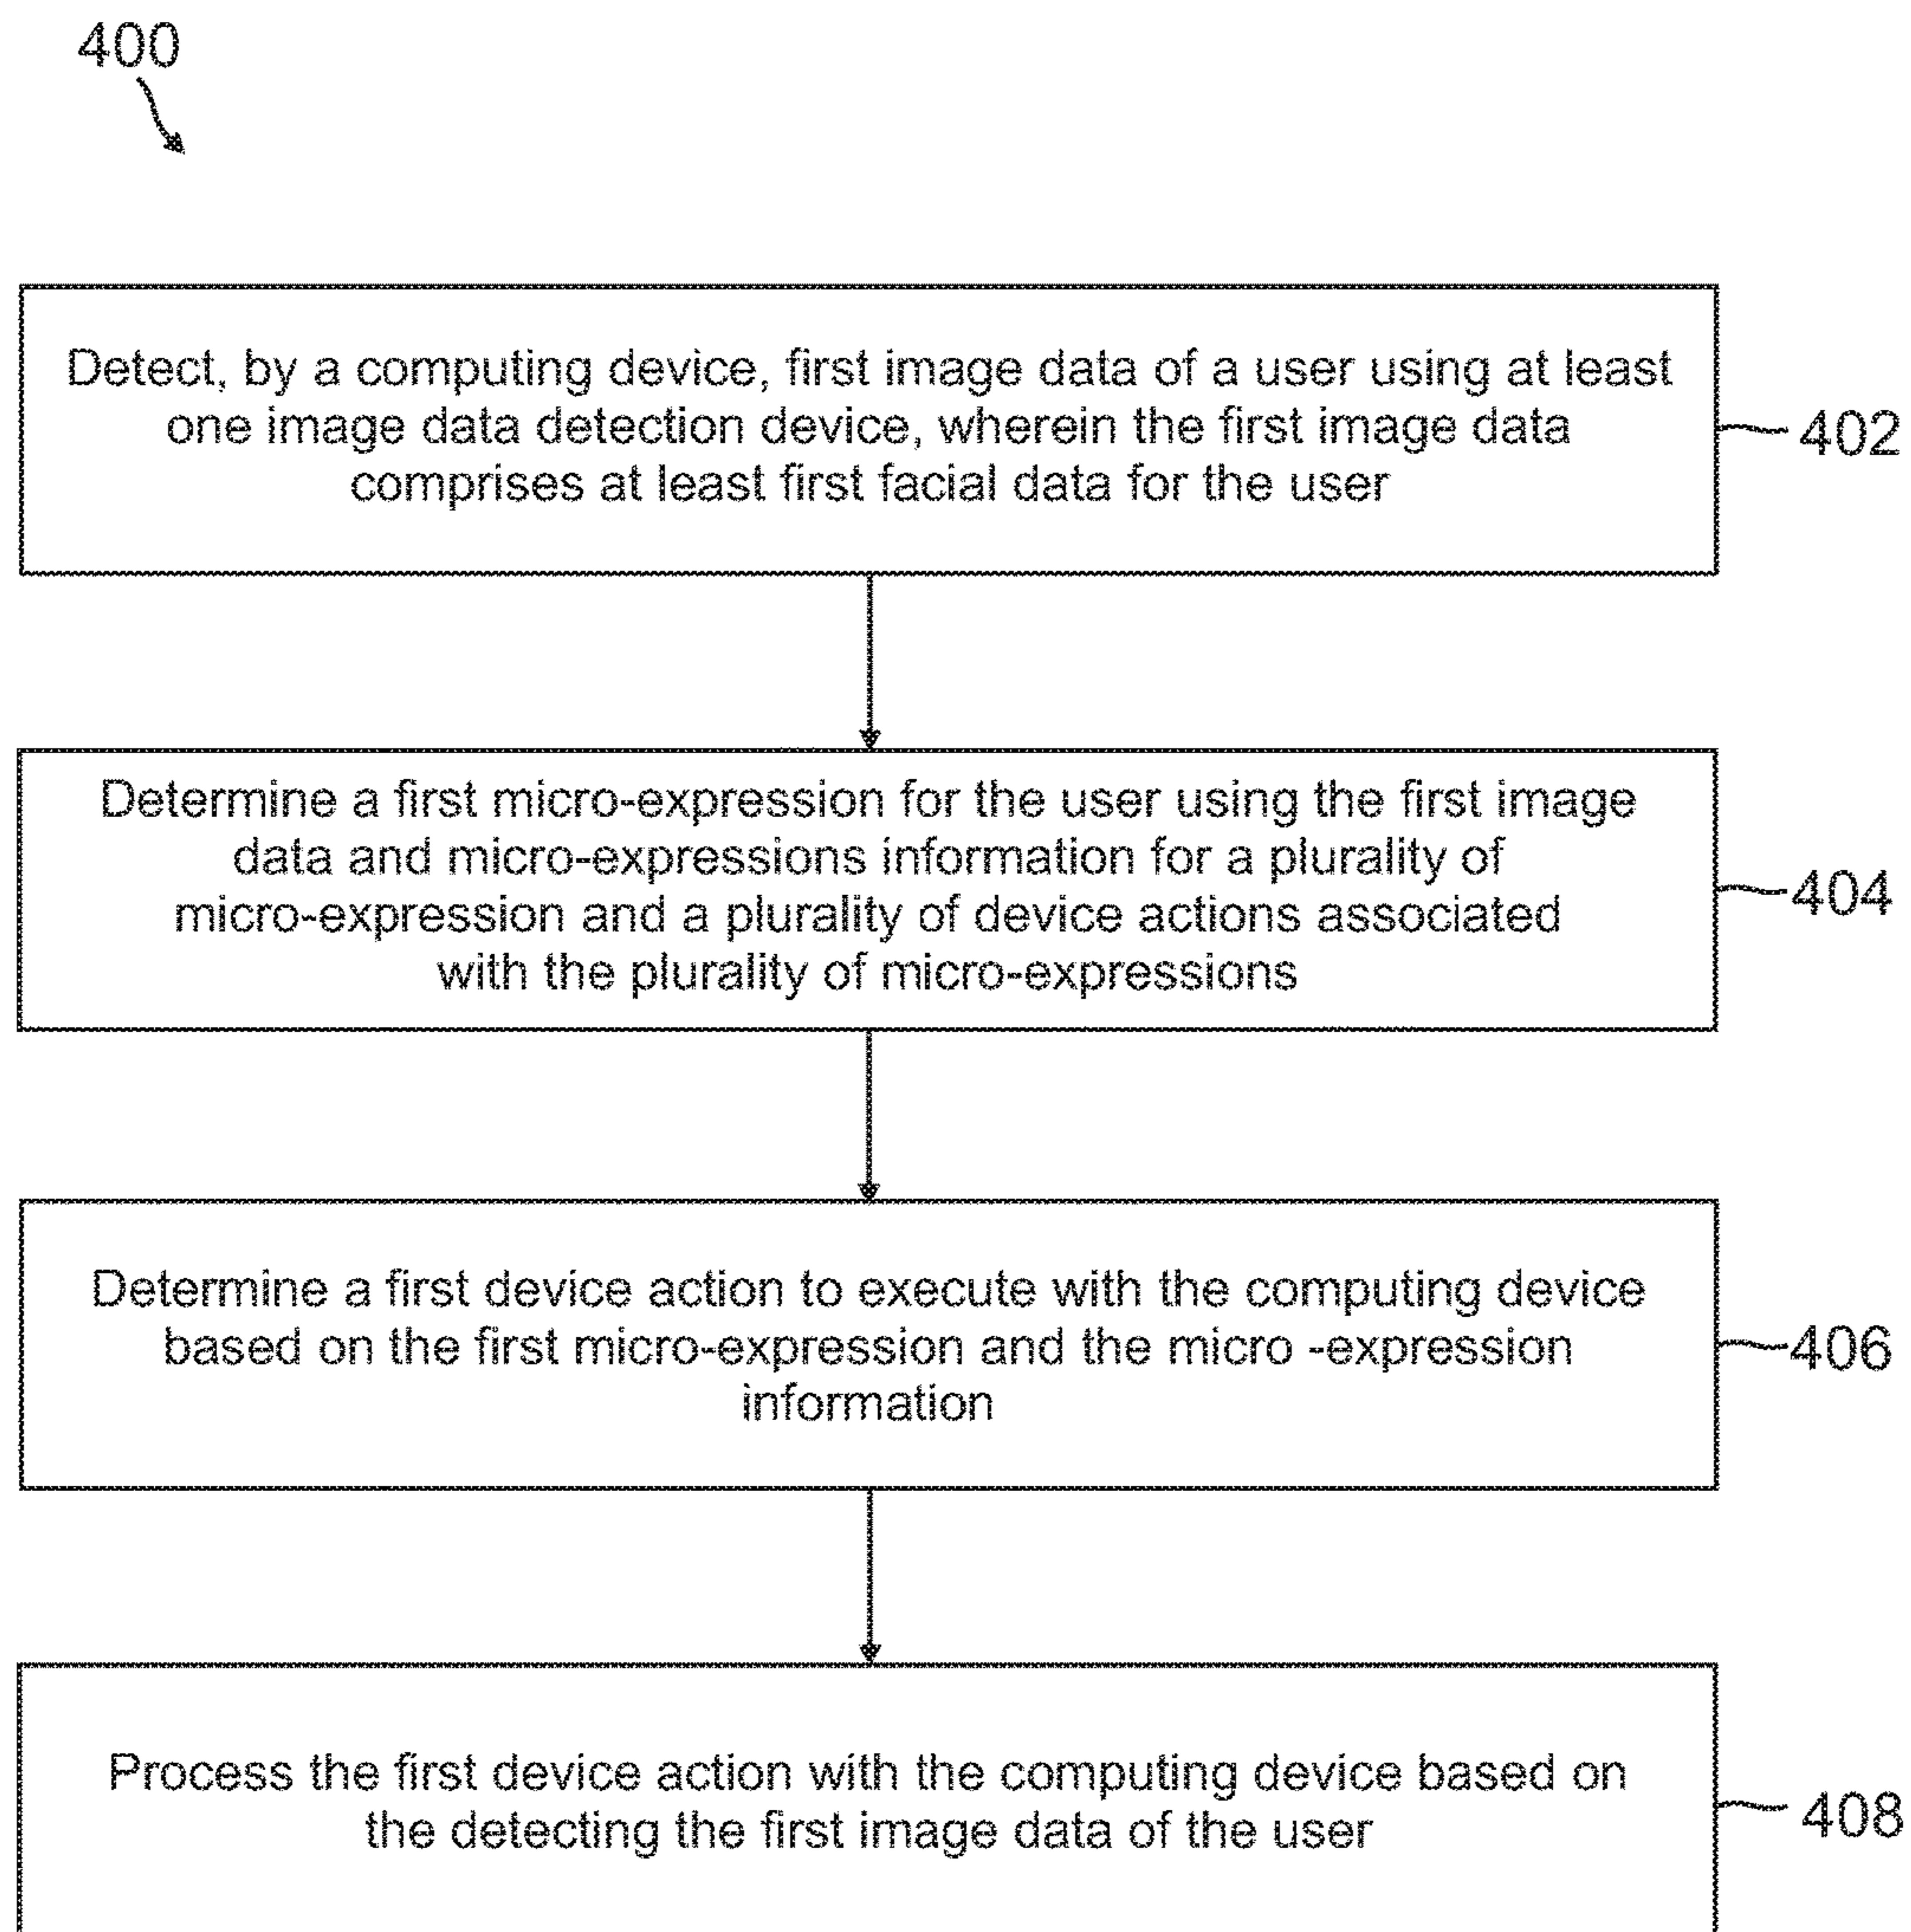 400
Detect, by a computing device, first image data of a user using at least
one image data detection device, wherein the first image data
comprises at least first facial data for the user
402
Determine a first micro-expression for the user using the first image
data and micro-expressions information for a plurality of
micro-expression and a plurality of device actions associated
with the plurality of micro-expressions
404
Determine a first device action to execute with the computing device
based on the first micro-expression and the micro -expression
information
406
Process the first device action with the computing device based on
the detecting the first image data of the user
408